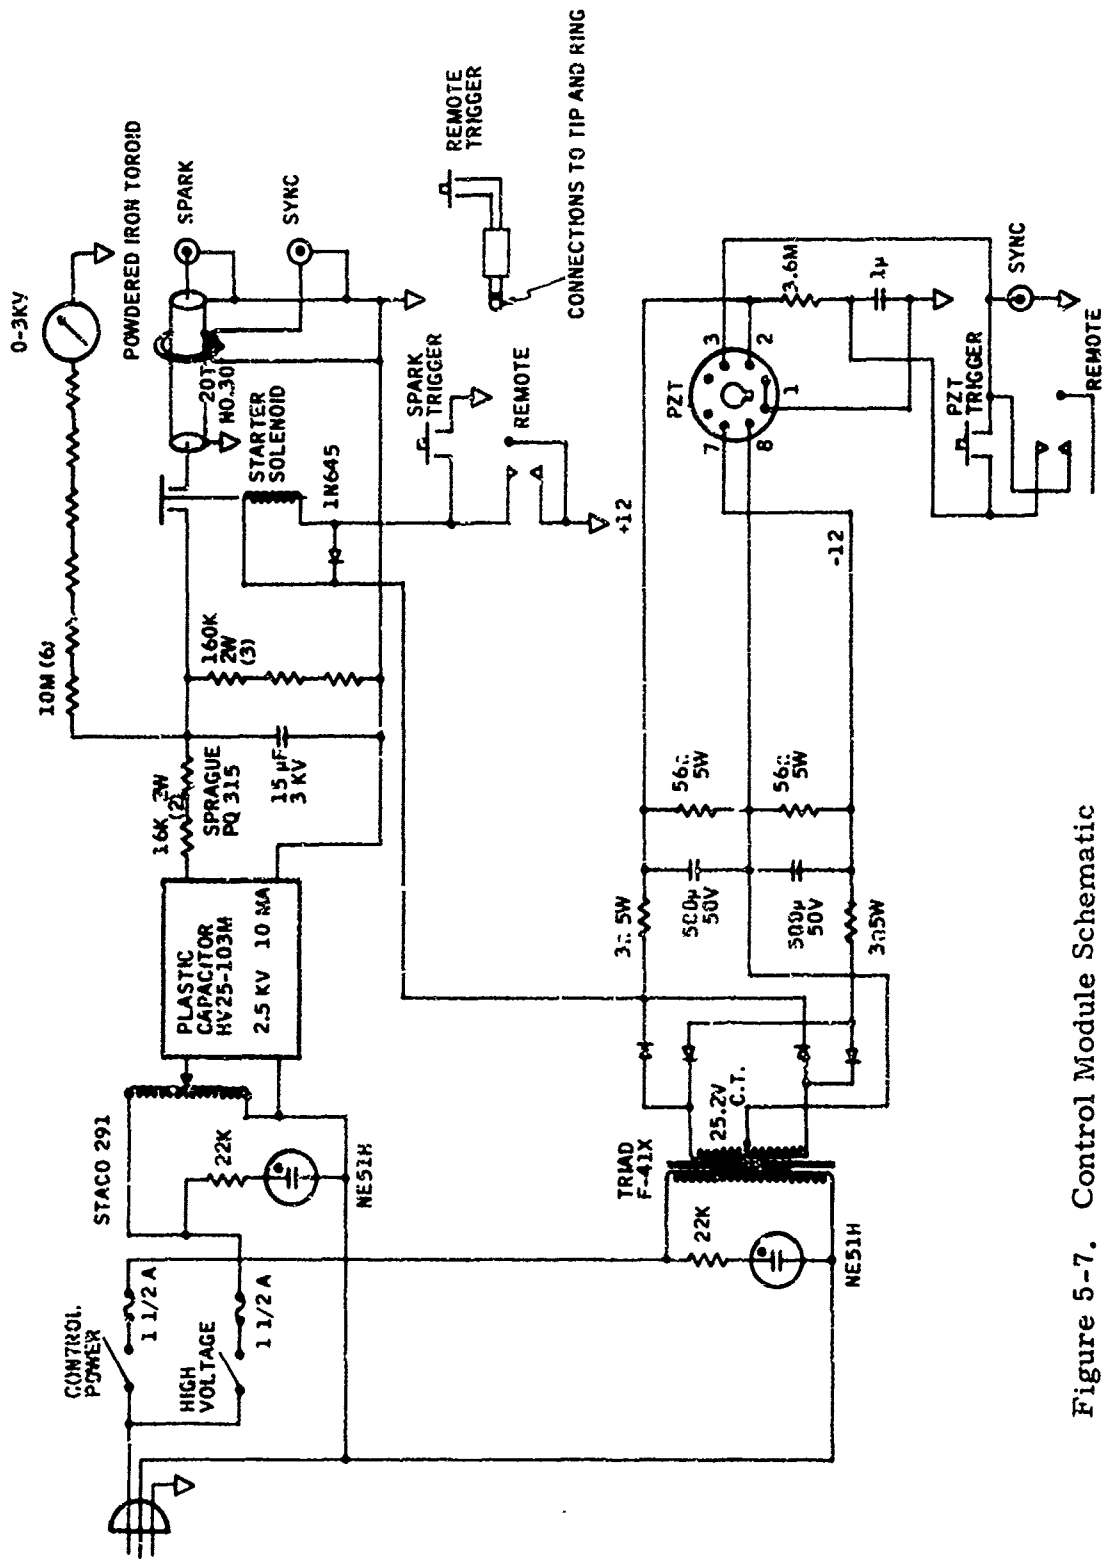 CONTROL
POWER
1 1/2 A
HIGH
VOLTAGE
1 1/2 A
STACO 291
22K
NE51H
PLASTIC
CAPACITOR
HV25-103M
2.5 KV 10 MA
16K 2W
(2)
SPRAGUE
PQ 315
15 µF
3 KV
10M (6)
160K
2W
(3)
0-3KV
POWDERED IRON TOROID
20T
NO.30
SPARK
SYNC
STARTER
SOLENOID
1N645
SPARK
TRIGGER
REMOTE
REMOTE
TRIGGER
CONNECTIONS TO TIP AND RING
TRIAD
F-41X
22K
NE51H
25.2V
C.T.
3Ω 5W
500µ
50V
500µ
50V
3Ω5W
56Ω
5W
56Ω
5W
+12
-12
PZT
7
8
3
2
1
3.6M
1µ
PZT
TRIGGER
SYNC
REMOTE
Figure 5-7. Control Module Schematic